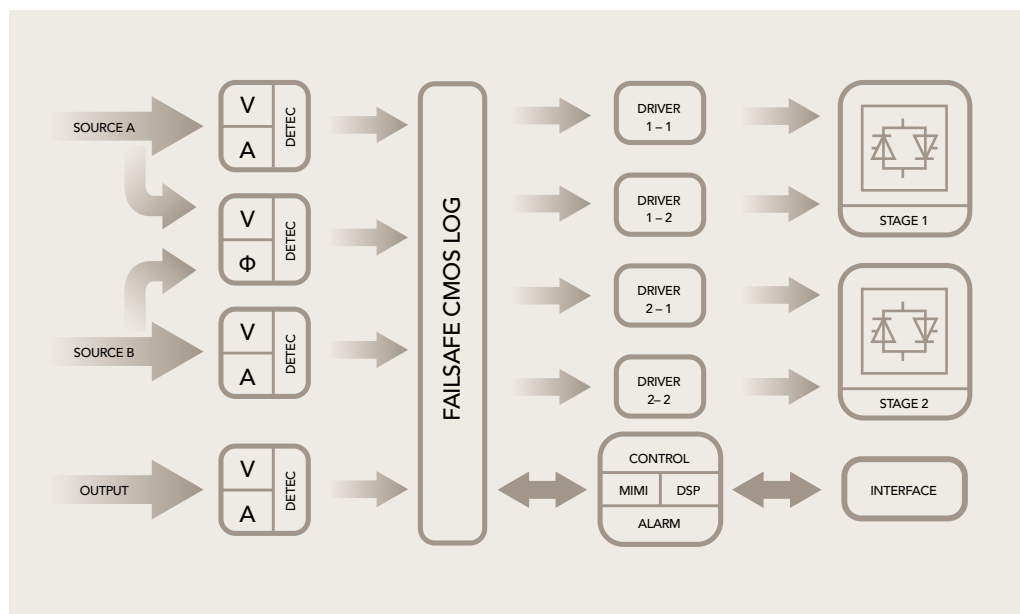 SOURCE A
V
A
DETEC
V
Φ
DETEC
SOURCE B
V
A
DETEC
OUTPUT
V
A
DETEC
FAILSAFE CMOS LOG
DRIVER
1 – 1
DRIVER
1 – 2
DRIVER
2 – 1
DRIVER
2– 2
CONTROL
MIMI DSP
ALARM
STAGE 1
STAGE 2
INTERFACE